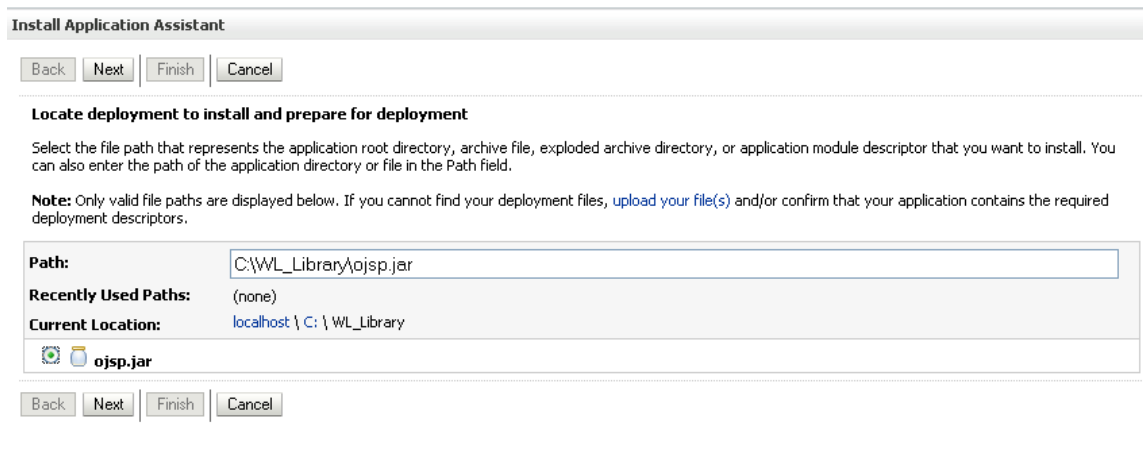 Install Application Assistant
Back Next Finish Cancel
Locate deployment to install and prepare for deployment
Select the file path that represents the application root directory, archive file, exploded archive directory, or application module descriptor that you want to install. You
can also enter the path of the application directory or file in the Path field.
Note: Only valid file paths are displayed below. If you cannot find your deployment files, upload your file(s) and/or confirm that your application contains the required
deployment descriptors.
Path: C:\WL_Library\ojsp.jar
Recently Used Paths: (none)
Current Location: localhost \ C: \ WL_Library
ojsp.jar
Back Next Finish Cancel